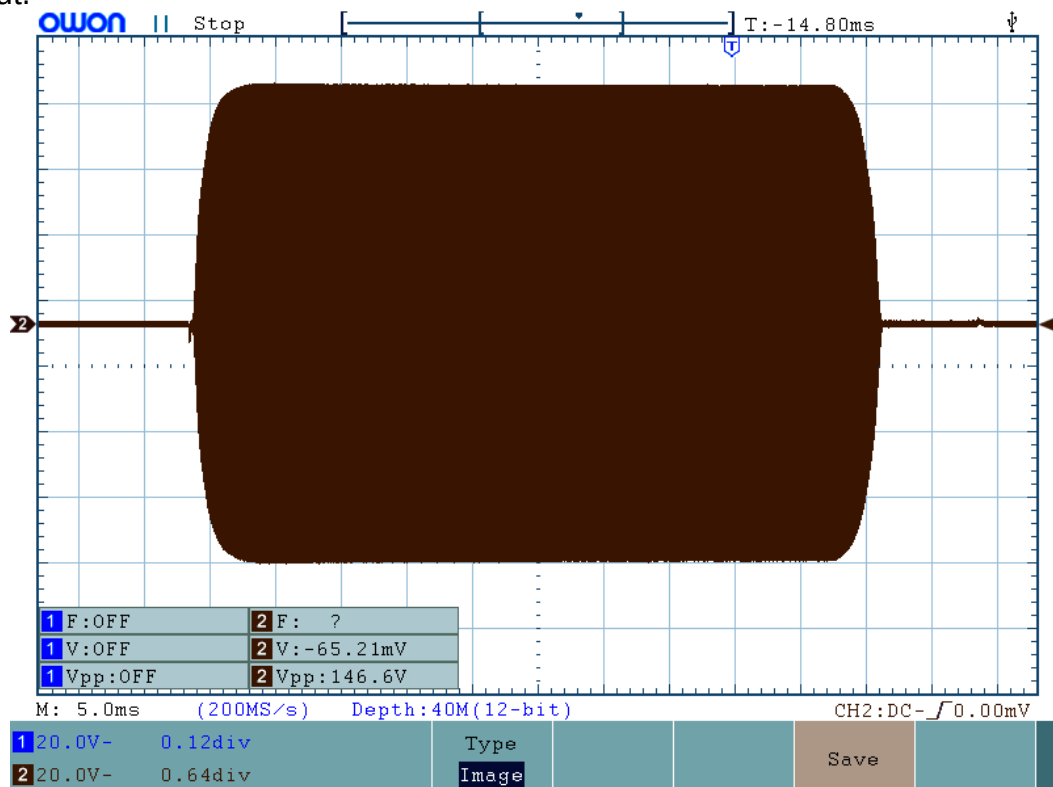 ut.
owon Stop T:-14.80ms
T
2
1 F:OFF 2 F: ?
1 V:OFF 2 V:-65.21mV
1 Vpp:OFF 2 Vpp:146.6V
M: 5.0ms (200MS/s) Depth:40M(12-bit) CH2:DC-0.00mV
1 20.0V- 0.12div Type
Save
2 20.0V- 0.64div Image